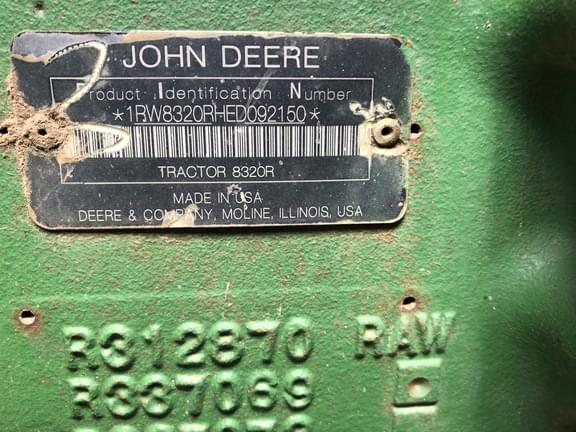 JOHN DEERE
Product Identification Number
*1RW8320RHED092150*
TRACTOR 8320R
MADE IN USA
DEERE & COMPANY, MOLINE, ILLINOIS, USA
R312870 RAW
R337069